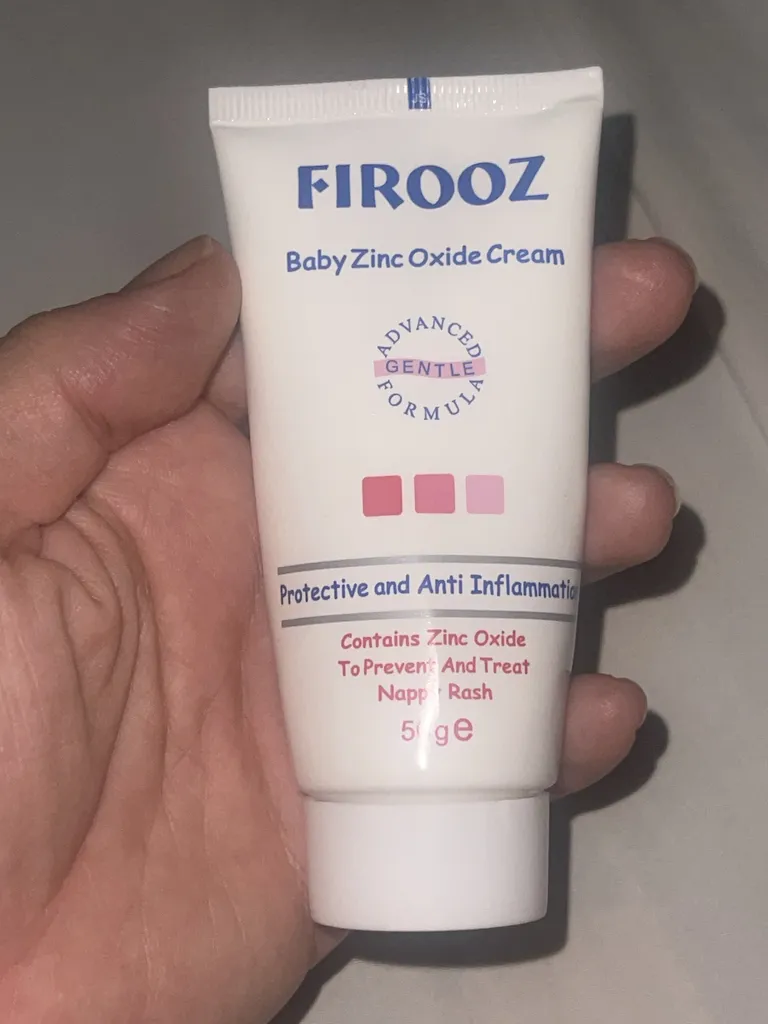 FIROOZ
Baby Zinc Oxide Cream
ADVANCED
GENTLE
FORMULA
Protective and Anti
Contains Zinc Oxide
To Prevent And Treat
Nappy Rash